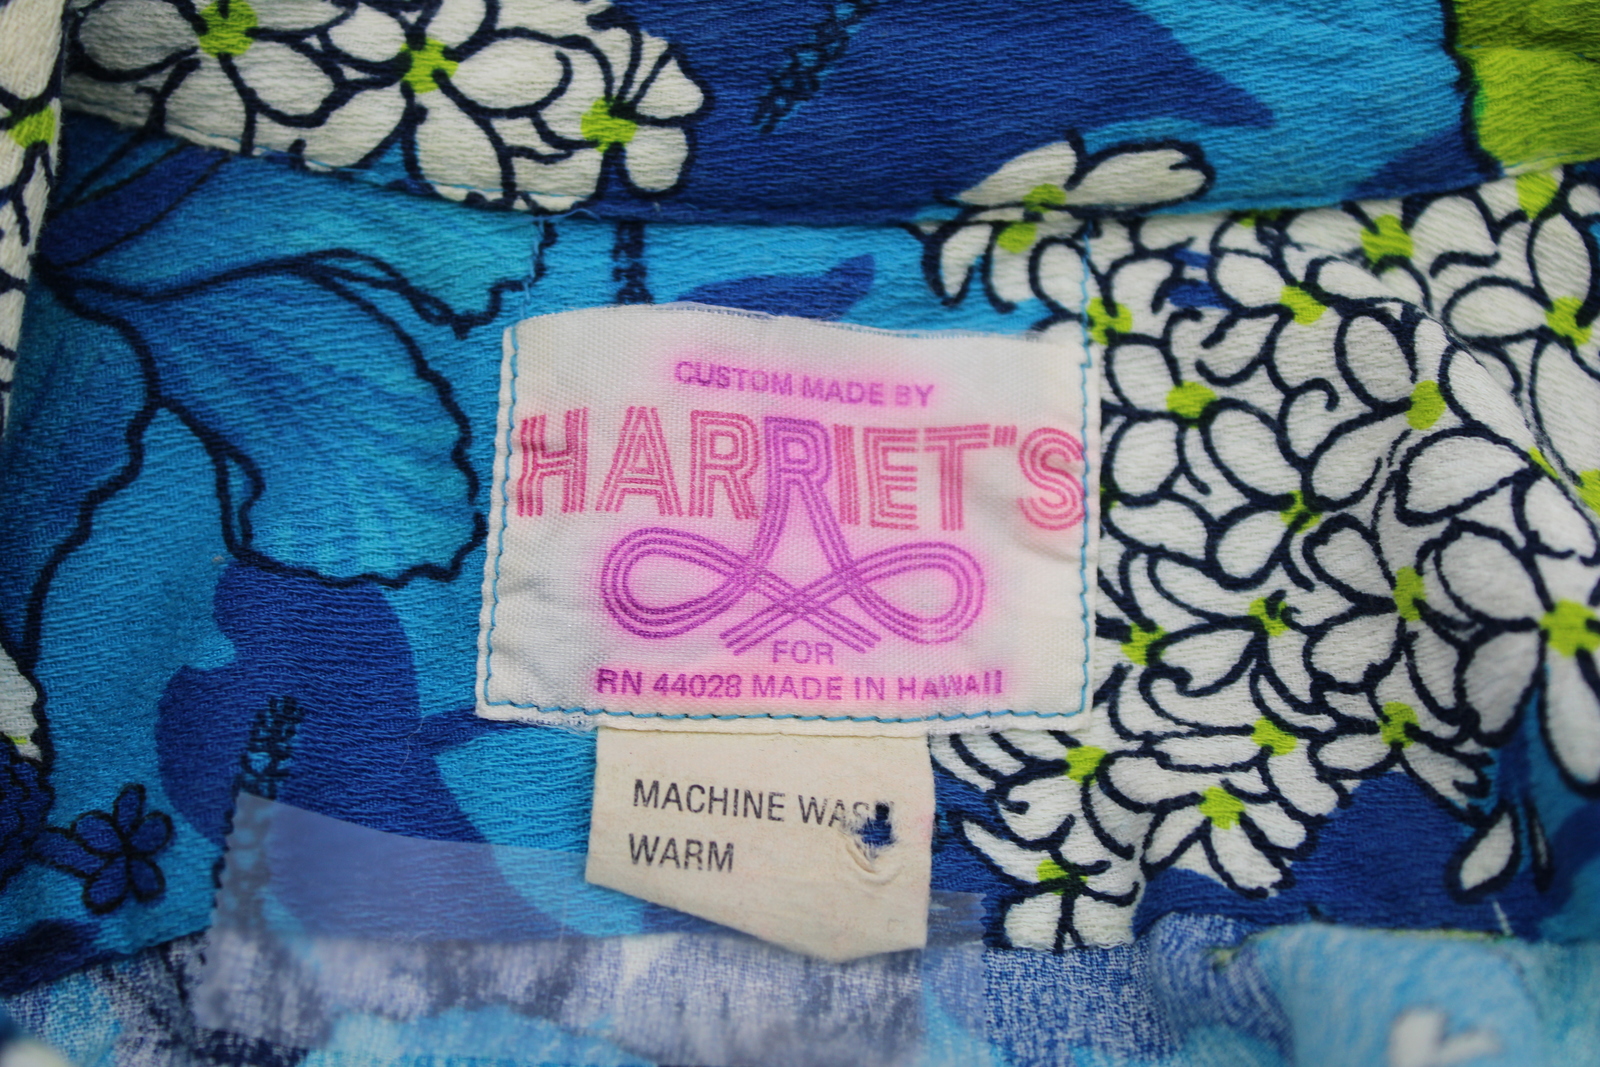 CUSTOM MADE BY
HARRIET'S
FOR
RN 44028 MADE IN HAWAII
MACHINE WASH
WARM